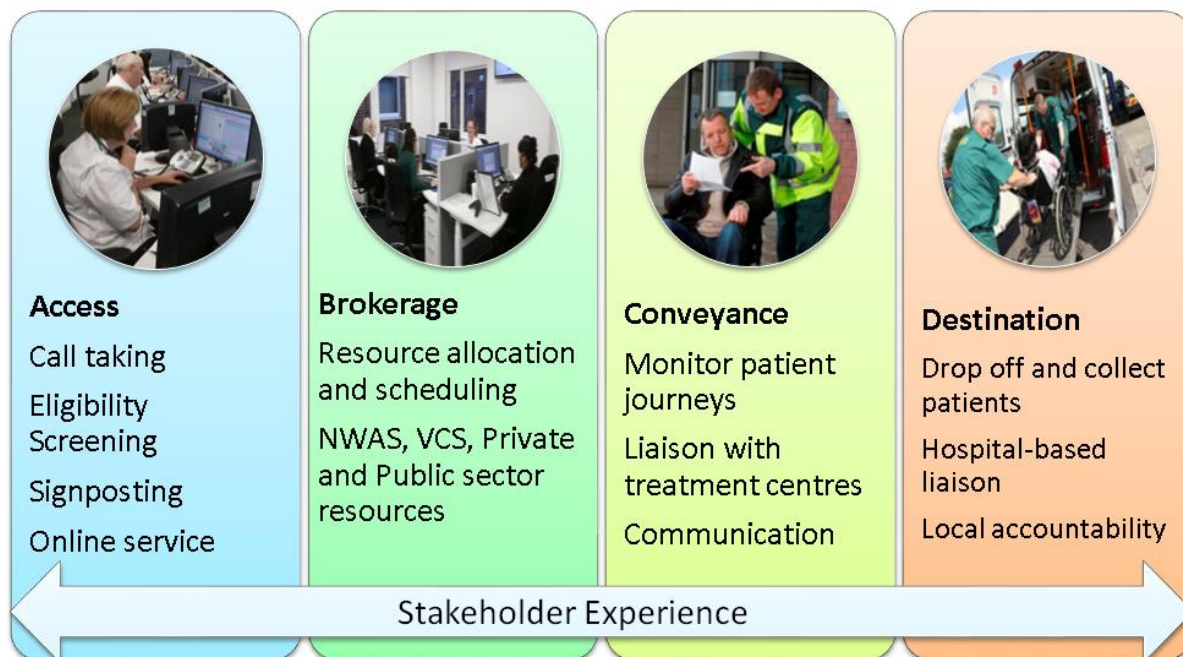 Access
Call taking
Eligibility
Screening
Signposting
Online service
Brokerage
Resource allocation
and scheduling
NWAS, VCS, Private
and Public sector
resources
Conveyance
Monitor patient
journeys
Liaison with
treatment centres
Communication
Destination
Drop off and collect
patients
Hospital-based
liaison
Local accountability
Stakeholder Experience